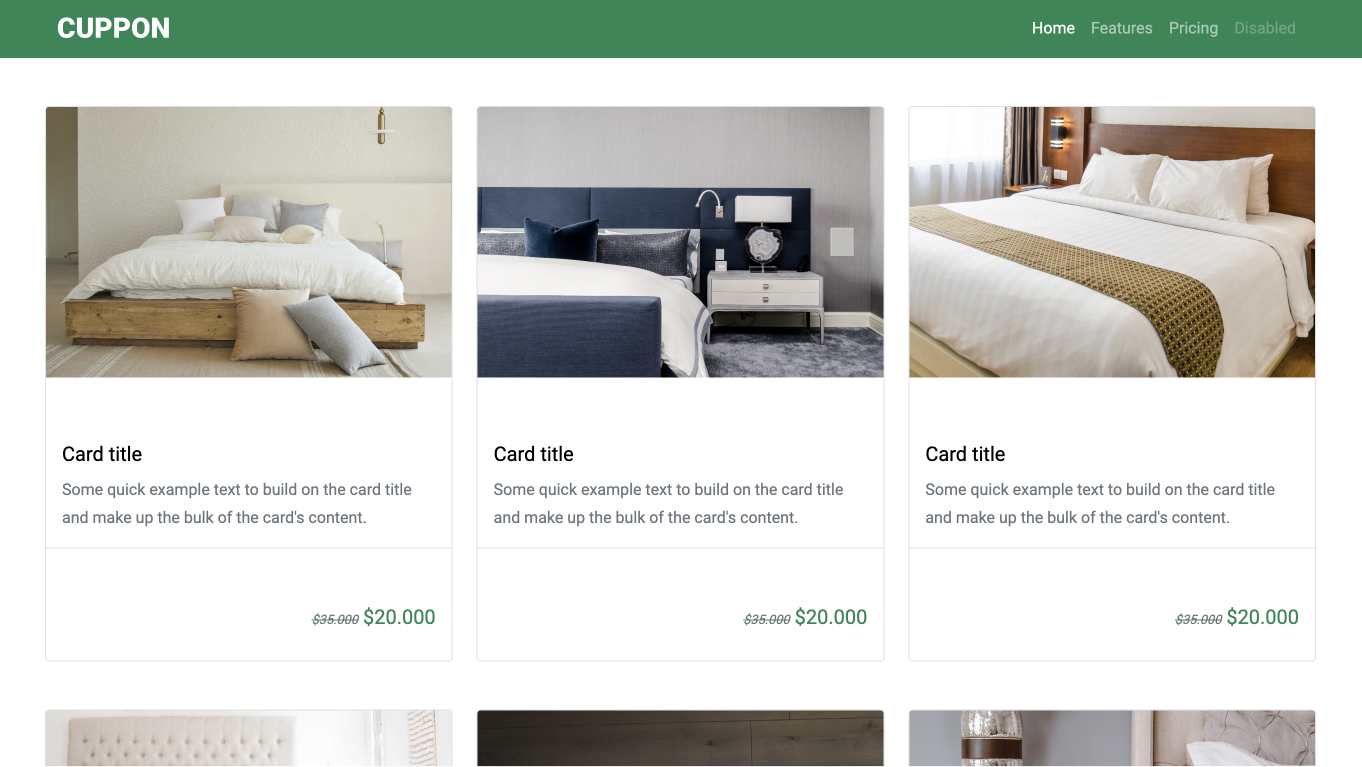 CUPPON
Home Features Pricing Disabled
Card title
Some quick example text to build on the card title
and make up the bulk of the card's content.
$35.000 $20.000
Card title
Some quick example text to build on the card title
and make up the bulk of the card's content.
$35.000 $20.000
Card title
Some quick example text to build on the card title
and make up the bulk of the card's content.
$35.000 $20.000